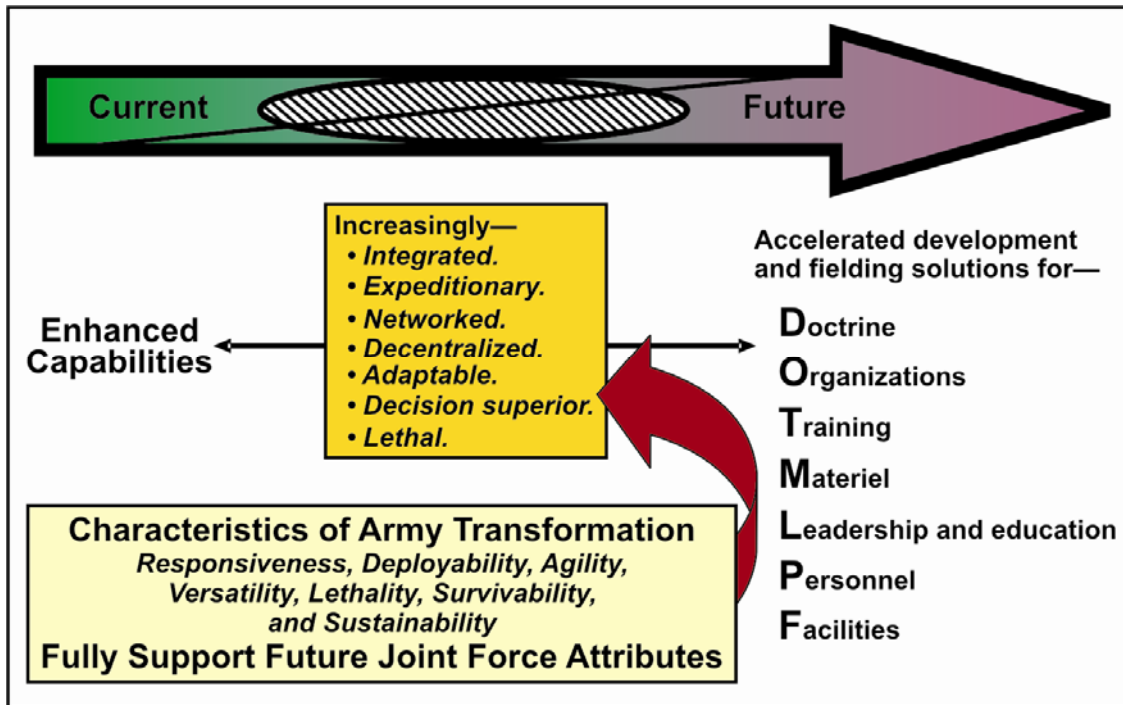 Current
Future
Increasingly—
• Integrated.
• Expeditionary.
• Networked.
• Decentralized.
• Adaptable.
• Decision superior.
• Lethal.
Enhanced
Capabilities
Accelerated development
and fielding solutions for—
Doctrine
Organizations
Training
Materiel
Leadership and education
Personnel
Facilities
Characteristics of Army Transformation
Responsiveness, Deployability, Agility,
Versatility, Lethality, Survivability,
and Sustainability
Fully Support Future Joint Force Attributes